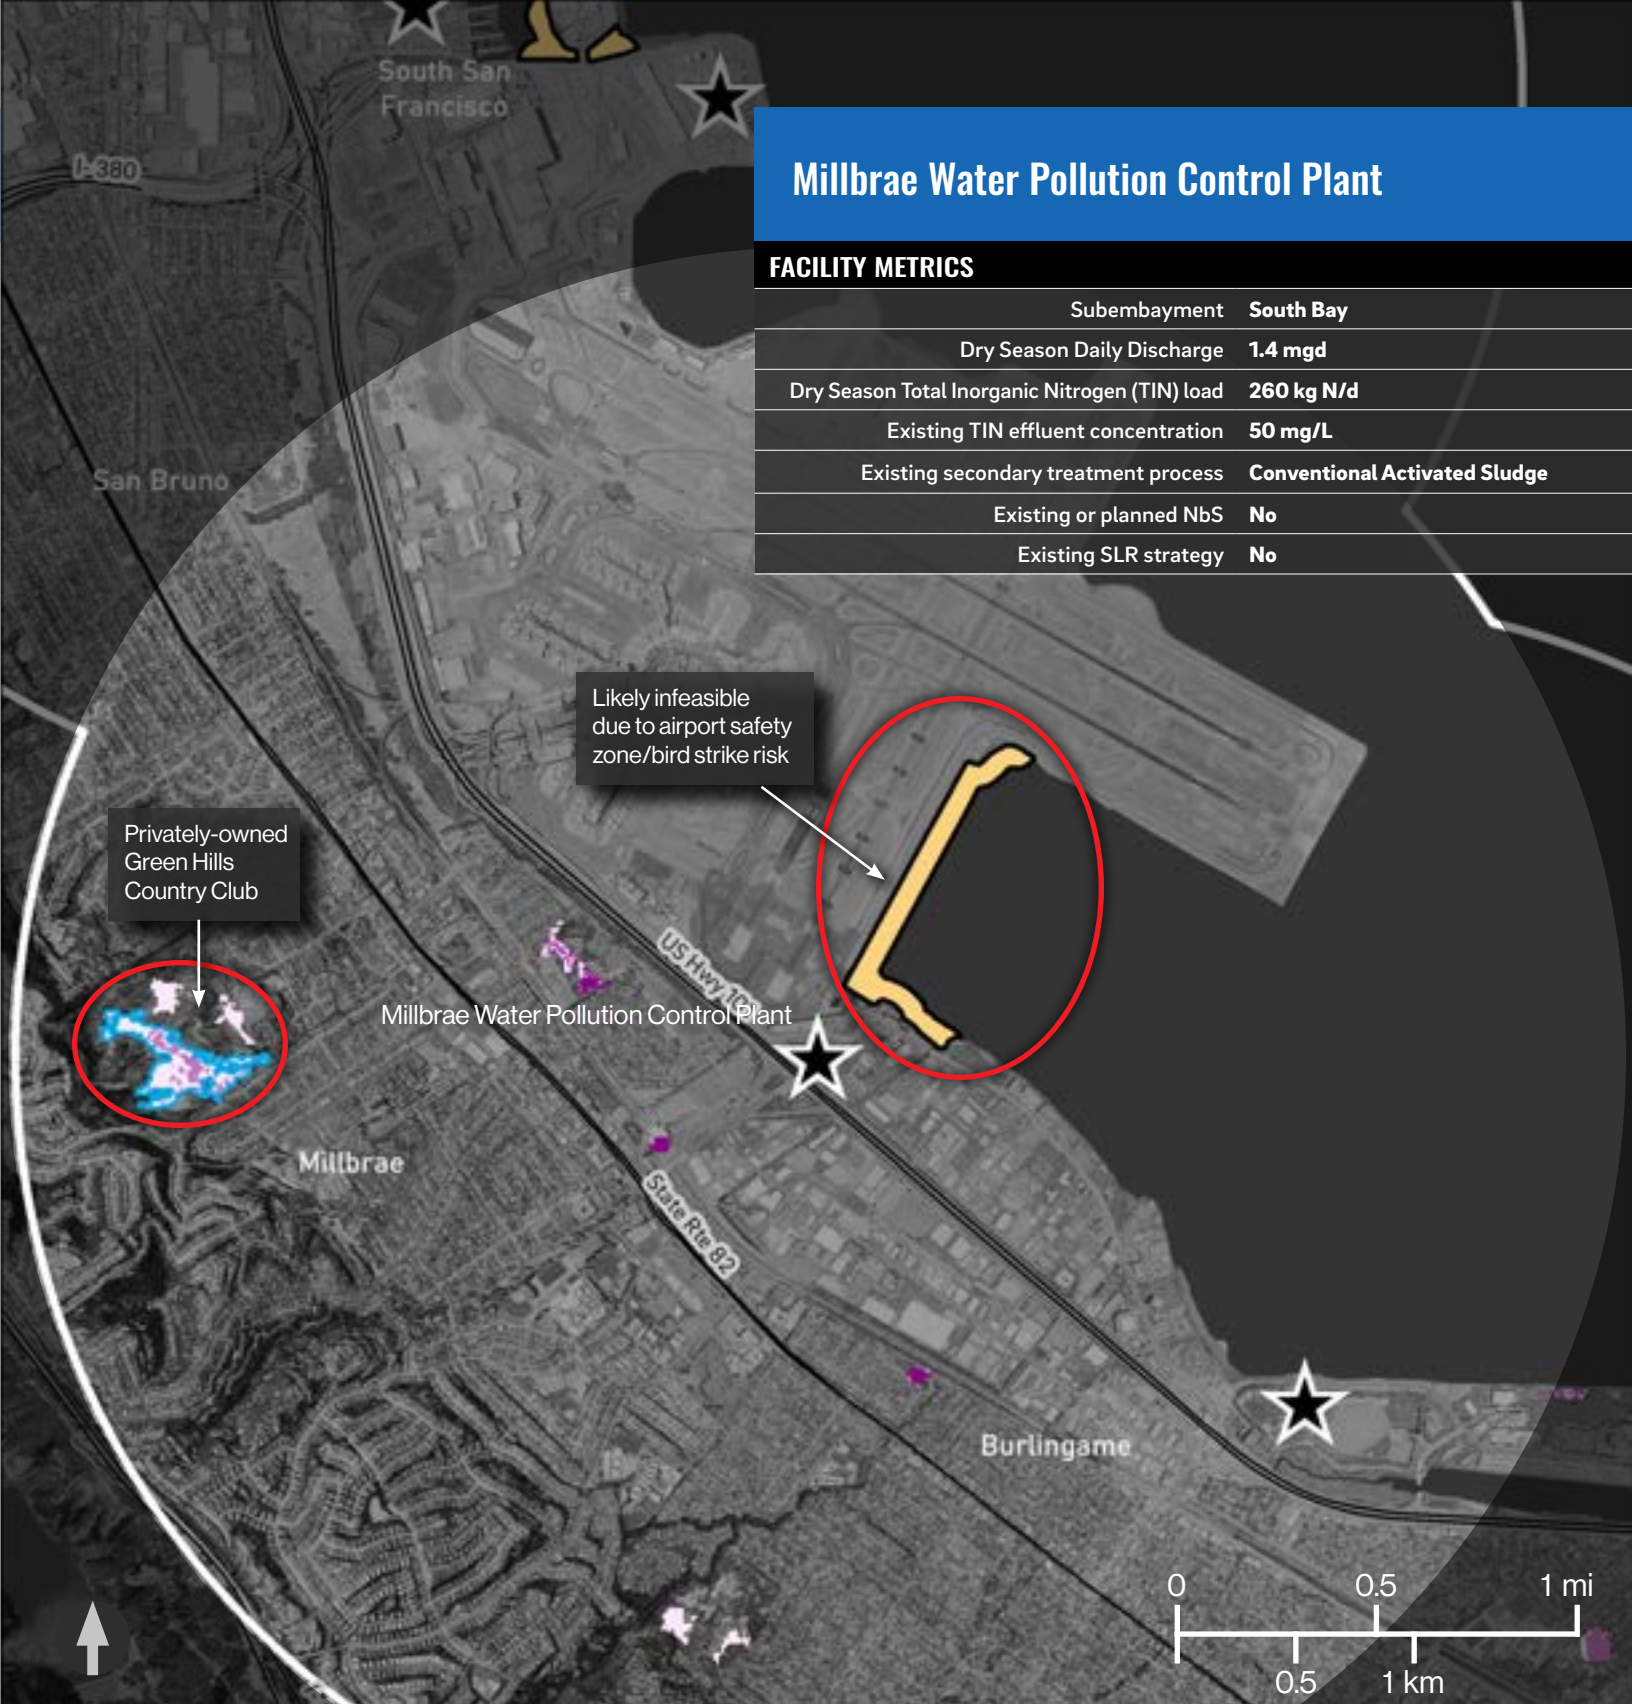 South San
Francisco
I-380
Millbrae Water Pollution Control Plant
FACILITY METRICS
Subembayment South Bay
Dry Season Daily Discharge 1.4 mgd
Dry Season Total Inorganic Nitrogen (TIN) load 260 kg N/d
Existing TIN effluent concentration 50 mg/L
Existing secondary treatment process Conventional Activated Sludge
Existing or planned NbS No
Existing SLR strategy No
San Bruno
Likely infeasible
due to airport safety
zone/bird strike risk
Privately-owned
Green Hills
Country Club
US Hwy 101
Millbrae Water Pollution Control Plant
Millbrae
State Rte 82
Burlingame
0 0.5 1 mi
0.5 1 km